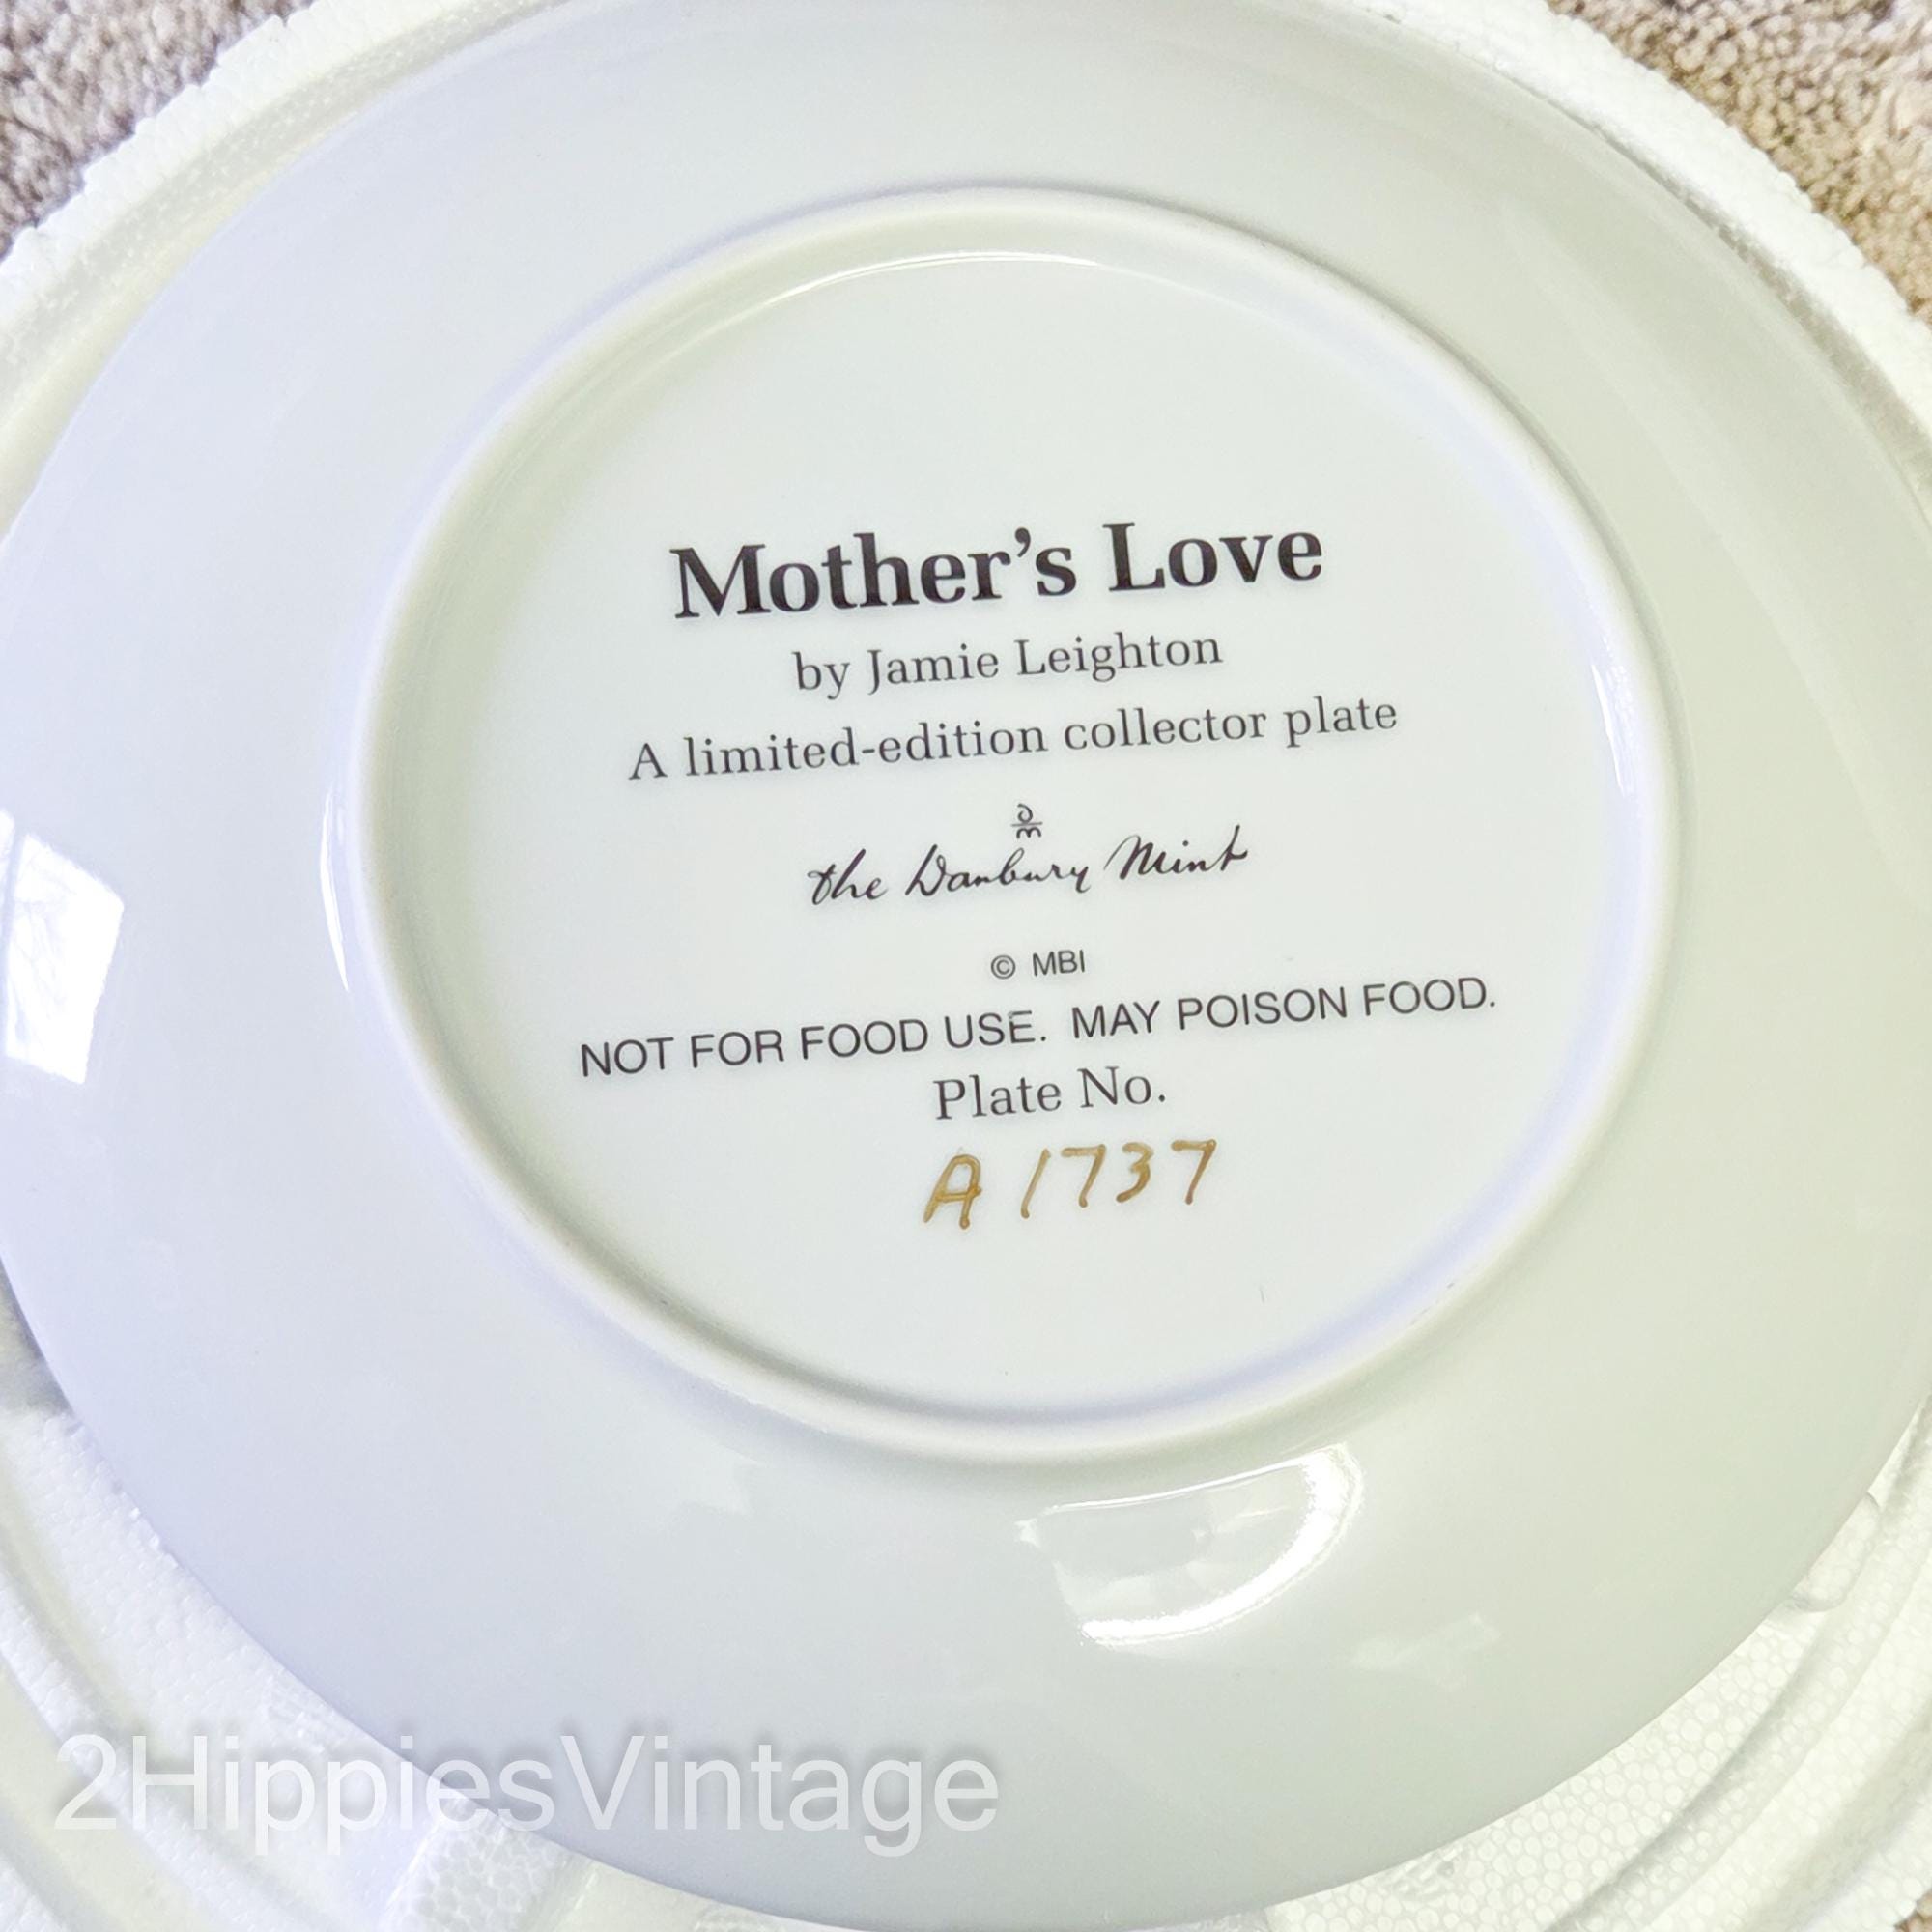 Mother’s Love
by Jamie Leighton
A limited-edition collector plate
dm
the Danbury Mint
© MBI
NOT FOR FOOD USE. MAY POISON FOOD.
Plate No.
A 1737
2HippiesVintage